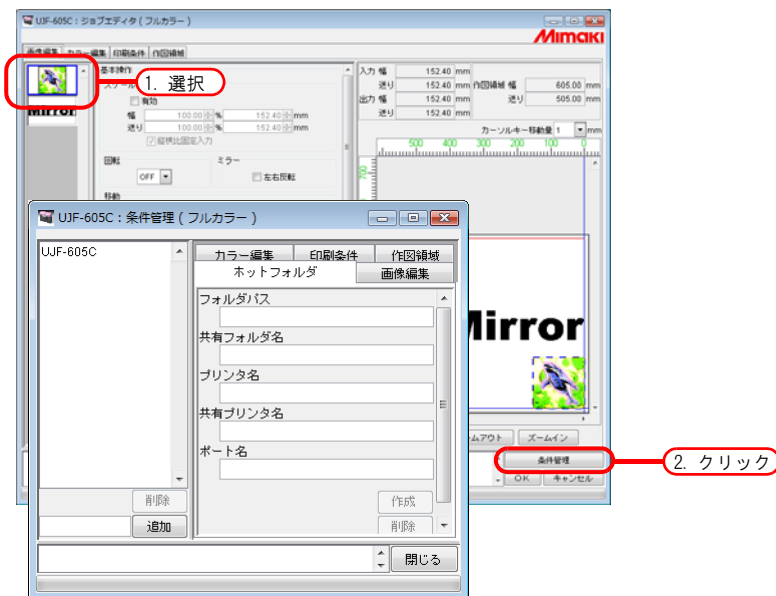 UJF-605C：ジョブエディタ ( フルカラー )
Mimaki
画像編集 カラー編集 印刷条件 作図領域
1. 選択
Mirror
基本操作
有効
幅 100.00 % 152.40 mm
送り 100.00 % 152.40 mm
縦横比固定入力
回転 ミラー
OFF 左右反転
移動
入力 幅 152.40 mm
送り 152.40 mm 作図領域 幅 605.00 mm
出力 幅 152.40 mm 送り 505.00 mm
送り 152.40 mm
カーソルキー移動量 1 mm
500 400 300 200 100 0
Mirror
ズームアウト ズームイン
条件管理
OK キャンセル
2. クリック
UJF-605C：条件管理 ( フルカラー )
UJF-605C
カラー編集 印刷条件 作図領域
ホットフォルダ 画像編集
フォルダパス
共有フォルダ名
プリンタ名
共有プリンタ名
ポート名
削除
追加
作成
削除
閉じる